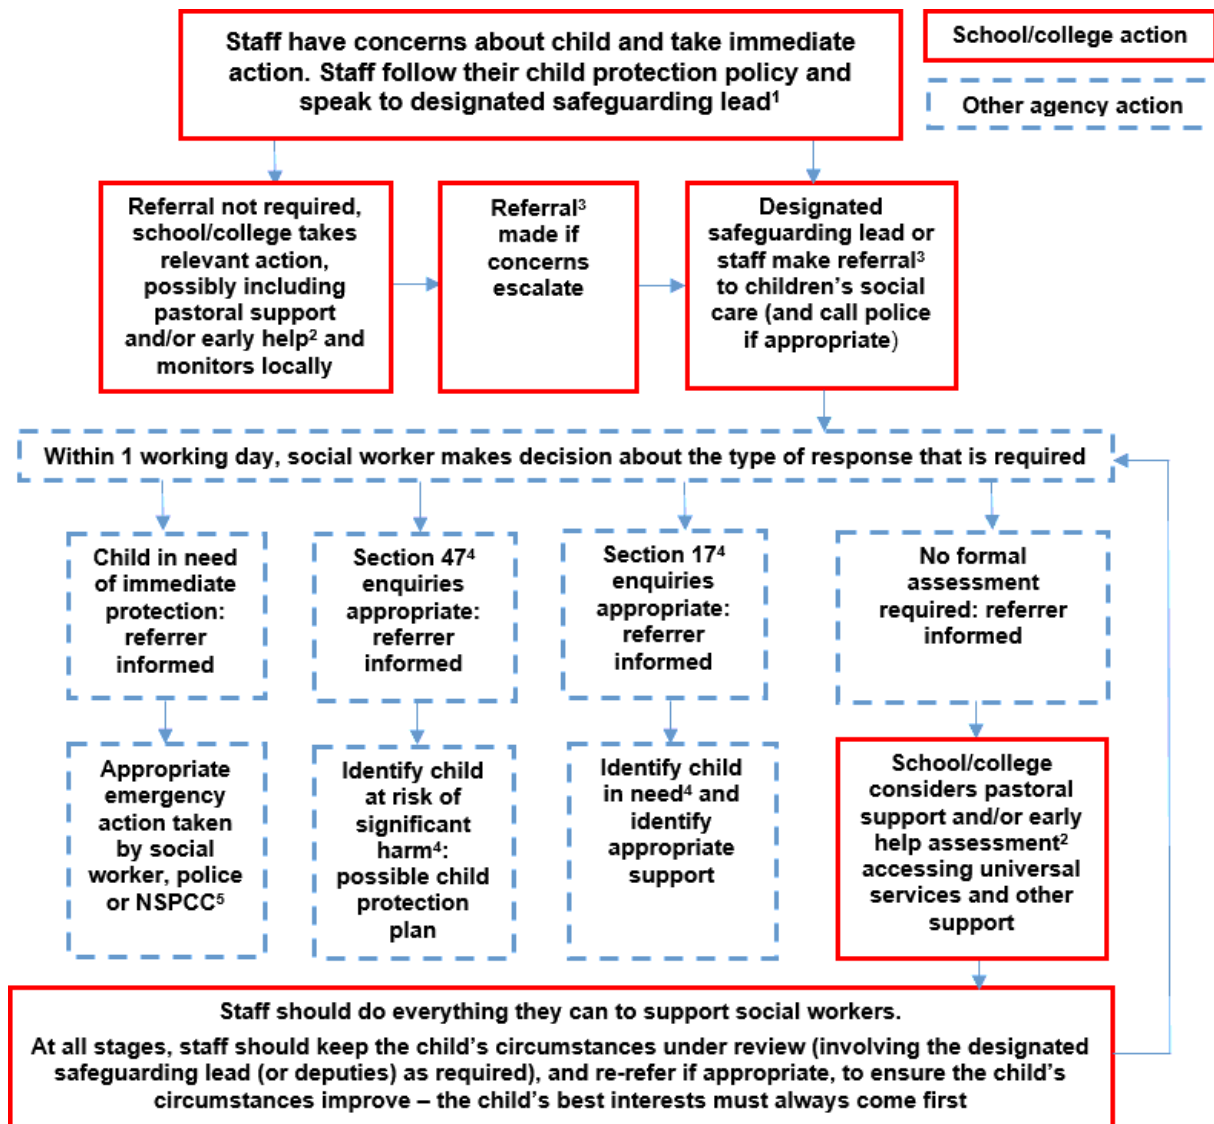 Staff have concerns about child and take immediate
action. Staff follow their child protection policy and
speak to designated safeguarding lead¹
School/college action
Other agency action
Referral not required,
school/college takes
relevant action,
possibly including
pastoral support
and/or early help² and
monitors locally
Referral³
made if
concerns
escalate
Designated
safeguarding lead or
staff make referral³
to children’s social
care (and call police
if appropriate)
Within 1 working day, social worker makes decision about the type of response that is required
Child in need
of immediate
protection:
referrer
informed
Section 47⁴
enquiries
appropriate:
referrer
informed
Section 17⁴
enquiries
appropriate:
referrer
informed
No formal
assessment
required: referrer
informed
Appropriate
emergency
action taken
by social
worker, police
or NSPCC⁵
Identify child
at risk of
significant
harm⁴:
possible child
protection
plan
Identify child
in need⁴ and
identify
appropriate
support
School/college
considers pastoral
support and/or early
help assessment²
accessing universal
services and other
support
Staff should do everything they can to support social workers.
At all stages, staff should keep the child’s circumstances under review (involving the designated
safeguarding lead (or deputies) as required), and re-refer if appropriate, to ensure the child’s
circumstances improve – the child’s best interests must always come first